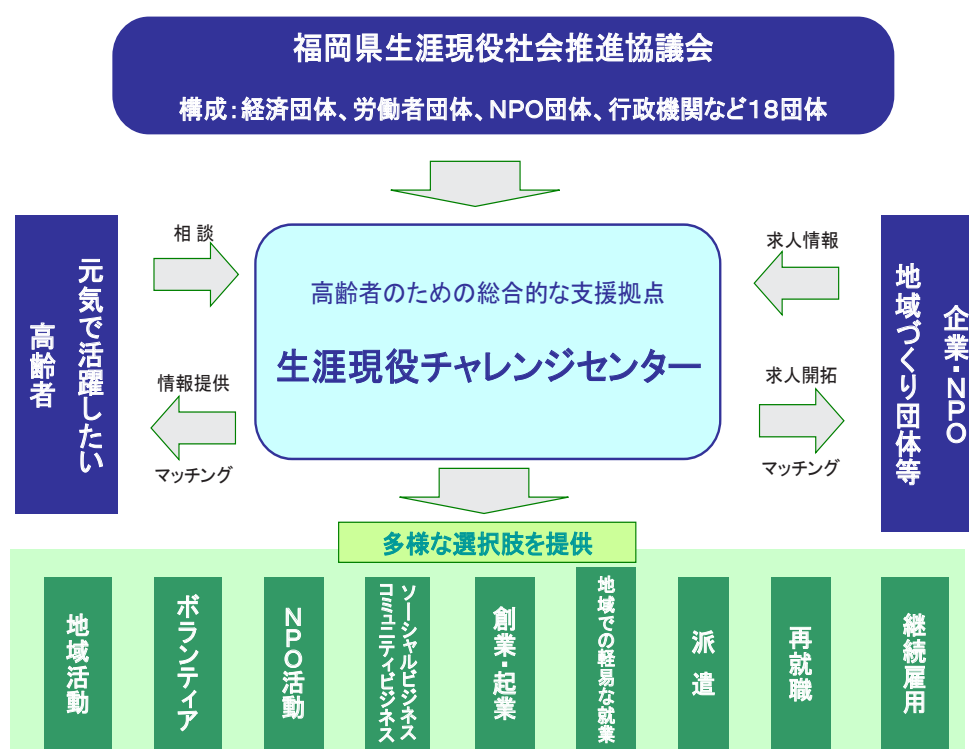 福岡県生涯現役社会推進協議会
構成：経済団体、労働者団体、NPO団体、行政機関など18団体
元気で活躍したい
高齢者
相 談
情報提供
マッチング
高齢者のための総合的な支援拠点
生涯現役チャレンジセンター
求人情報
求人開拓
マッチング
企業・NPO
地域づくり団体等
多様な選択肢を提供
地域活動
ボランティア
NPO活動
ソーシャルビジネス
コミュニティビジネス
創業・起業
地域での軽易な就業
派 遣
再就職
継続雇用